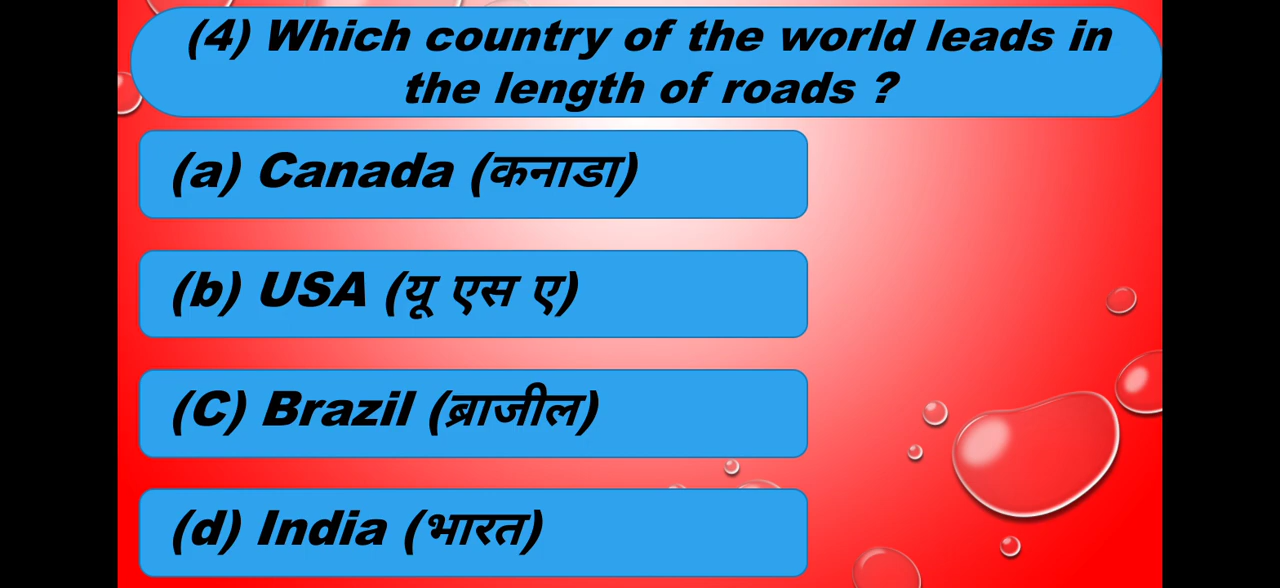 (4) Which country of the world leads in
the length of roads ?
(a) Canada (कनाडा)
(b) USA (यू एस ए)
(C) Brazil (ब्राजील)
(d) India (भारत)